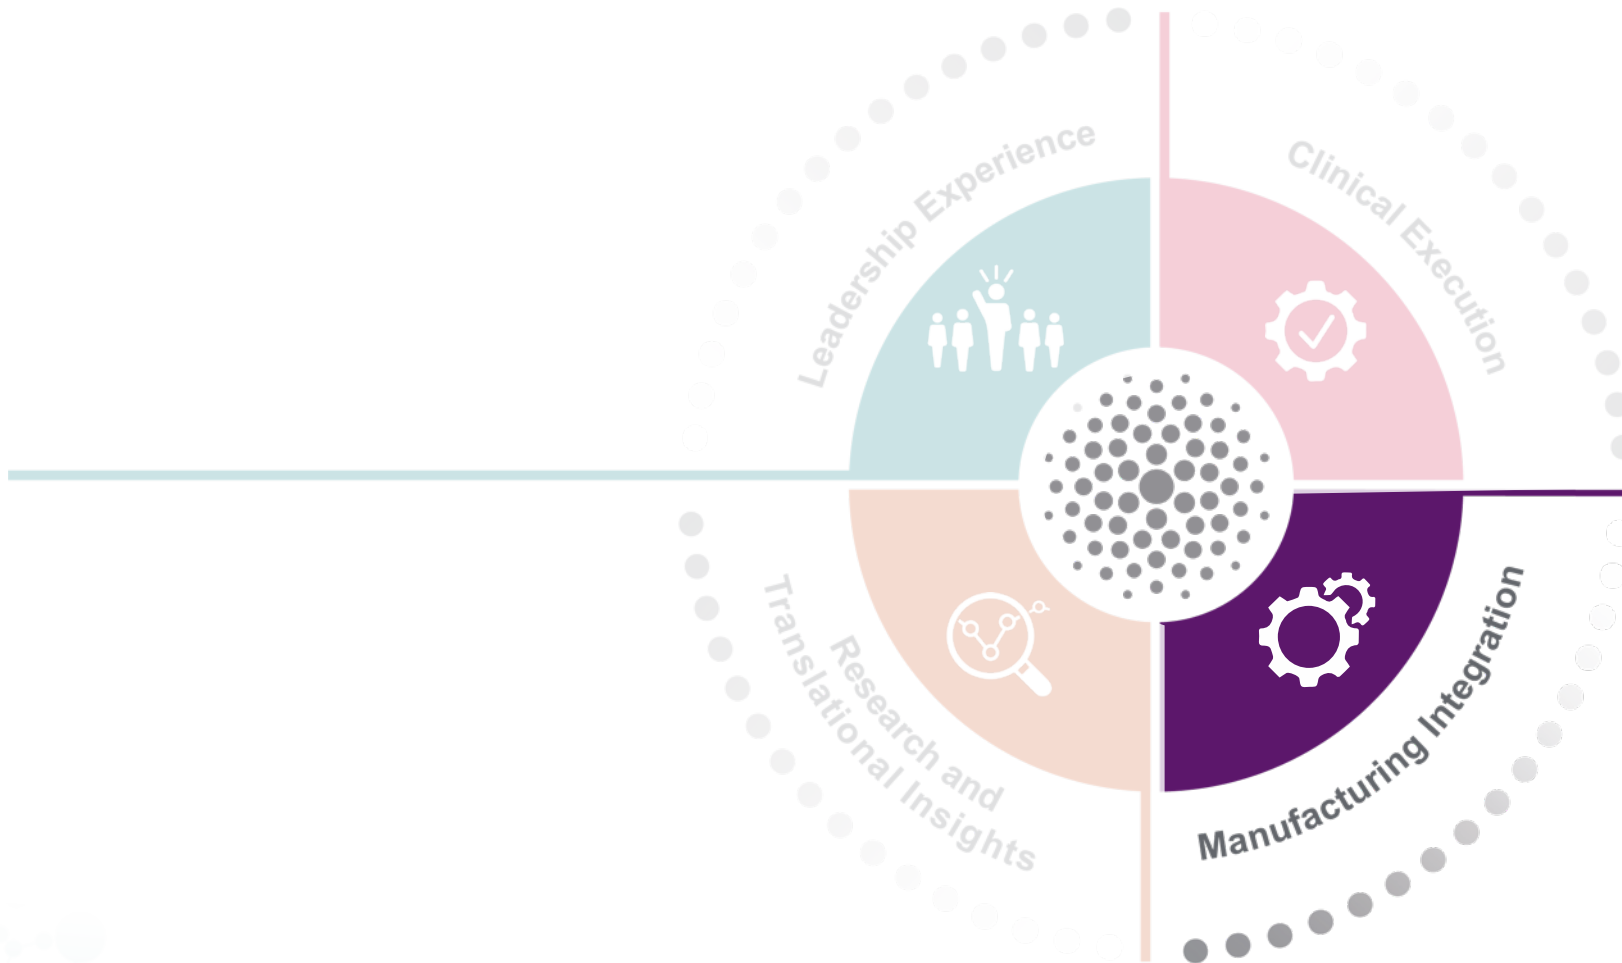 Leadership Experience
Clinical Execution
Research and
Translational Insights
Manufacturing Integration